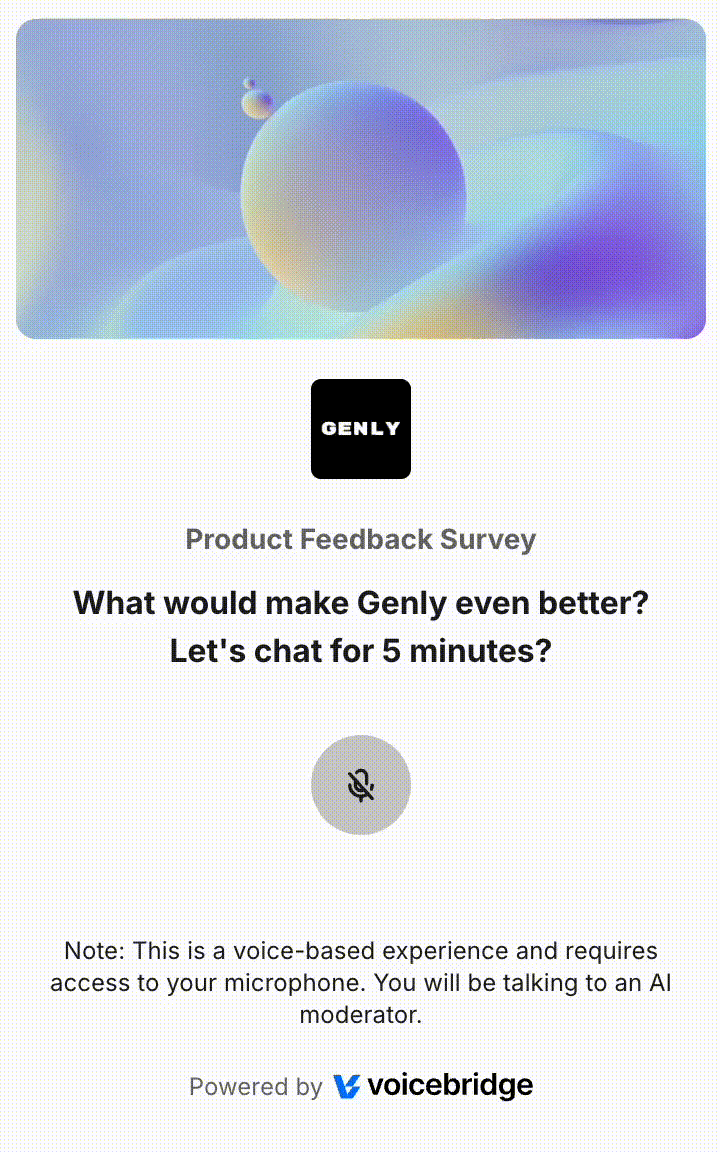 GENLY
Product Feedback Survey
What would make Genly even better?
Let's chat for 5 minutes?
Note: This is a voice-based experience and requires
access to your microphone. You will be talking to an AI
moderator.
Powered by voicebridge